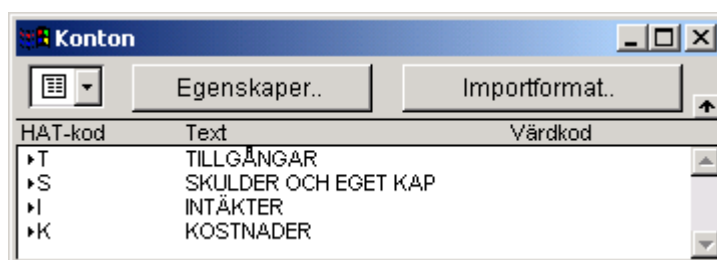 Konton
Egenskaper.. Importformat..
HAT-kod Text Värdkod
T TILLGÅNGAR
S SKULDER OCH EGET KAP
I INTÄKTER
K KOSTNADER